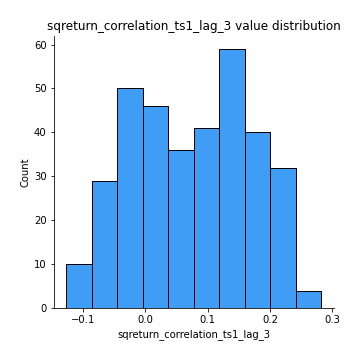 sqreturn_correlation_ts1_lag_3 value distribution
60
50
40
30
20
10
0
Count
−0.1 0.0 0.1 0.2 0.3
sqreturn_correlation_ts1_lag_3